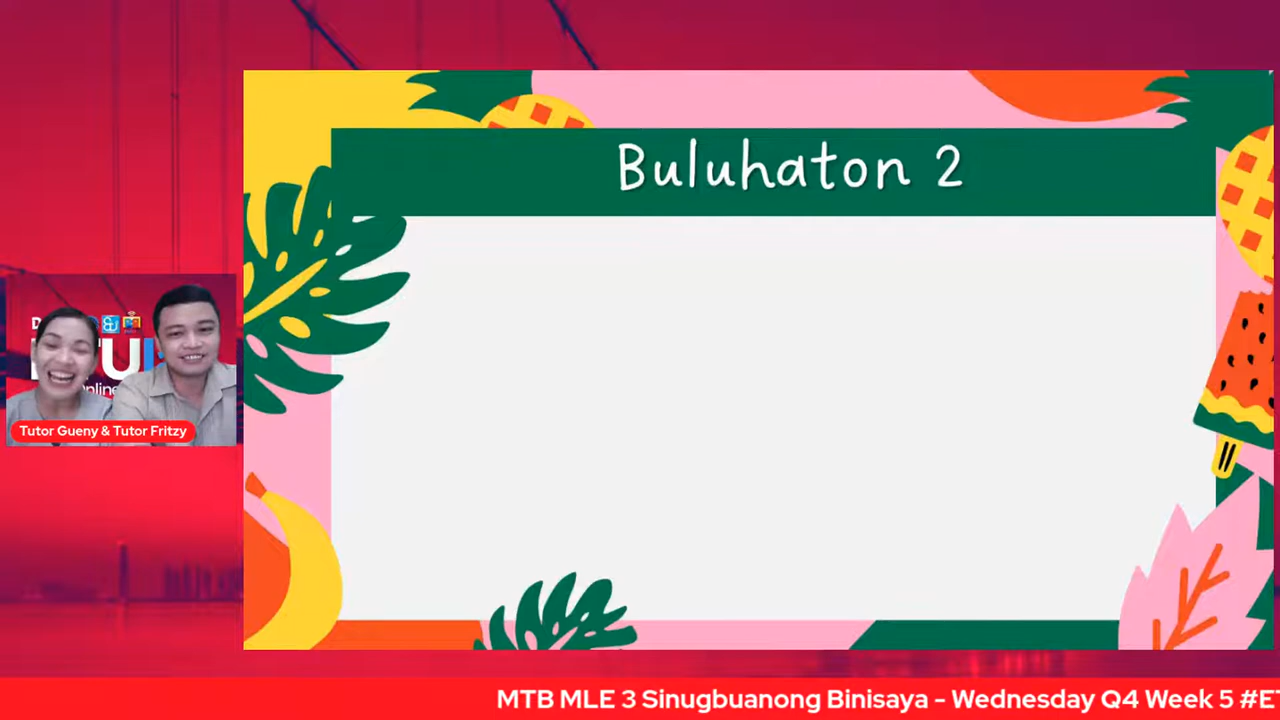 Buluhaton 2
Tutor Gueny & Tutor Fritzy
MTB MLE 3 Sinugbuanong Binisaya - Wednesday Q4 Week 5